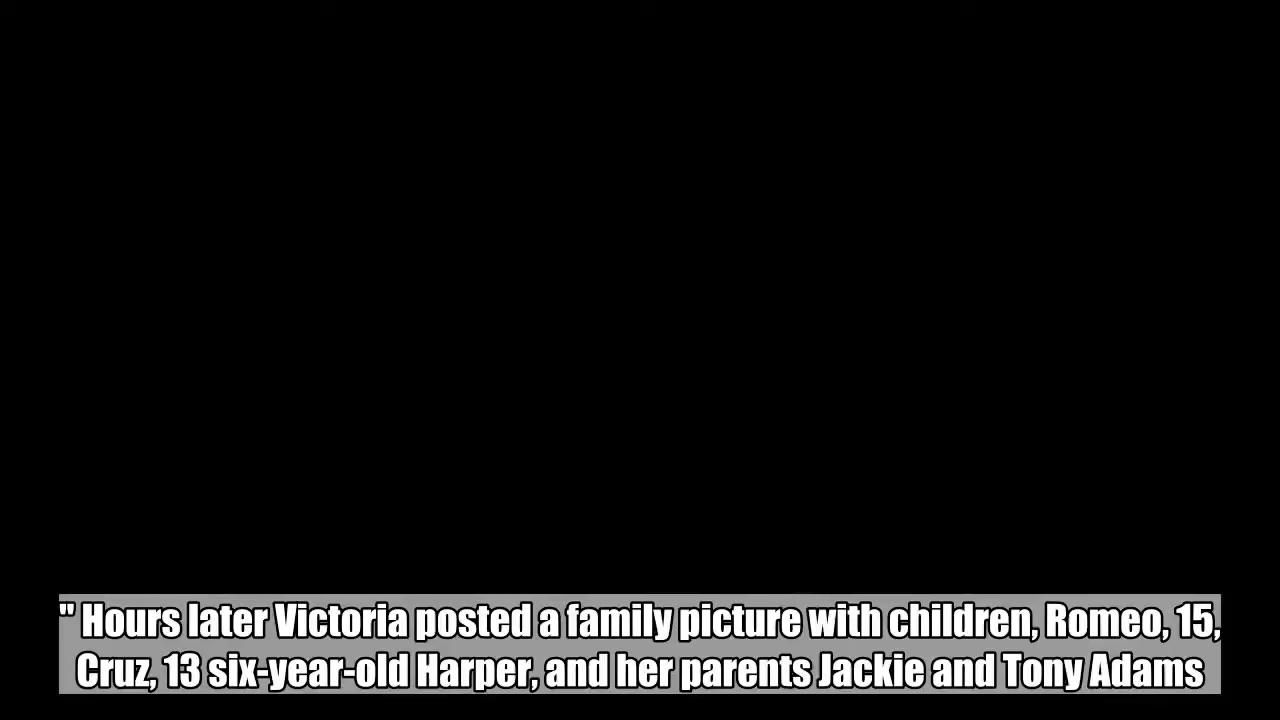 " Hours later Victoria posted a family picture with children, Romeo, 15,
Cruz, 13 six-year-old Harper, and her parents Jackie and Tony Adams